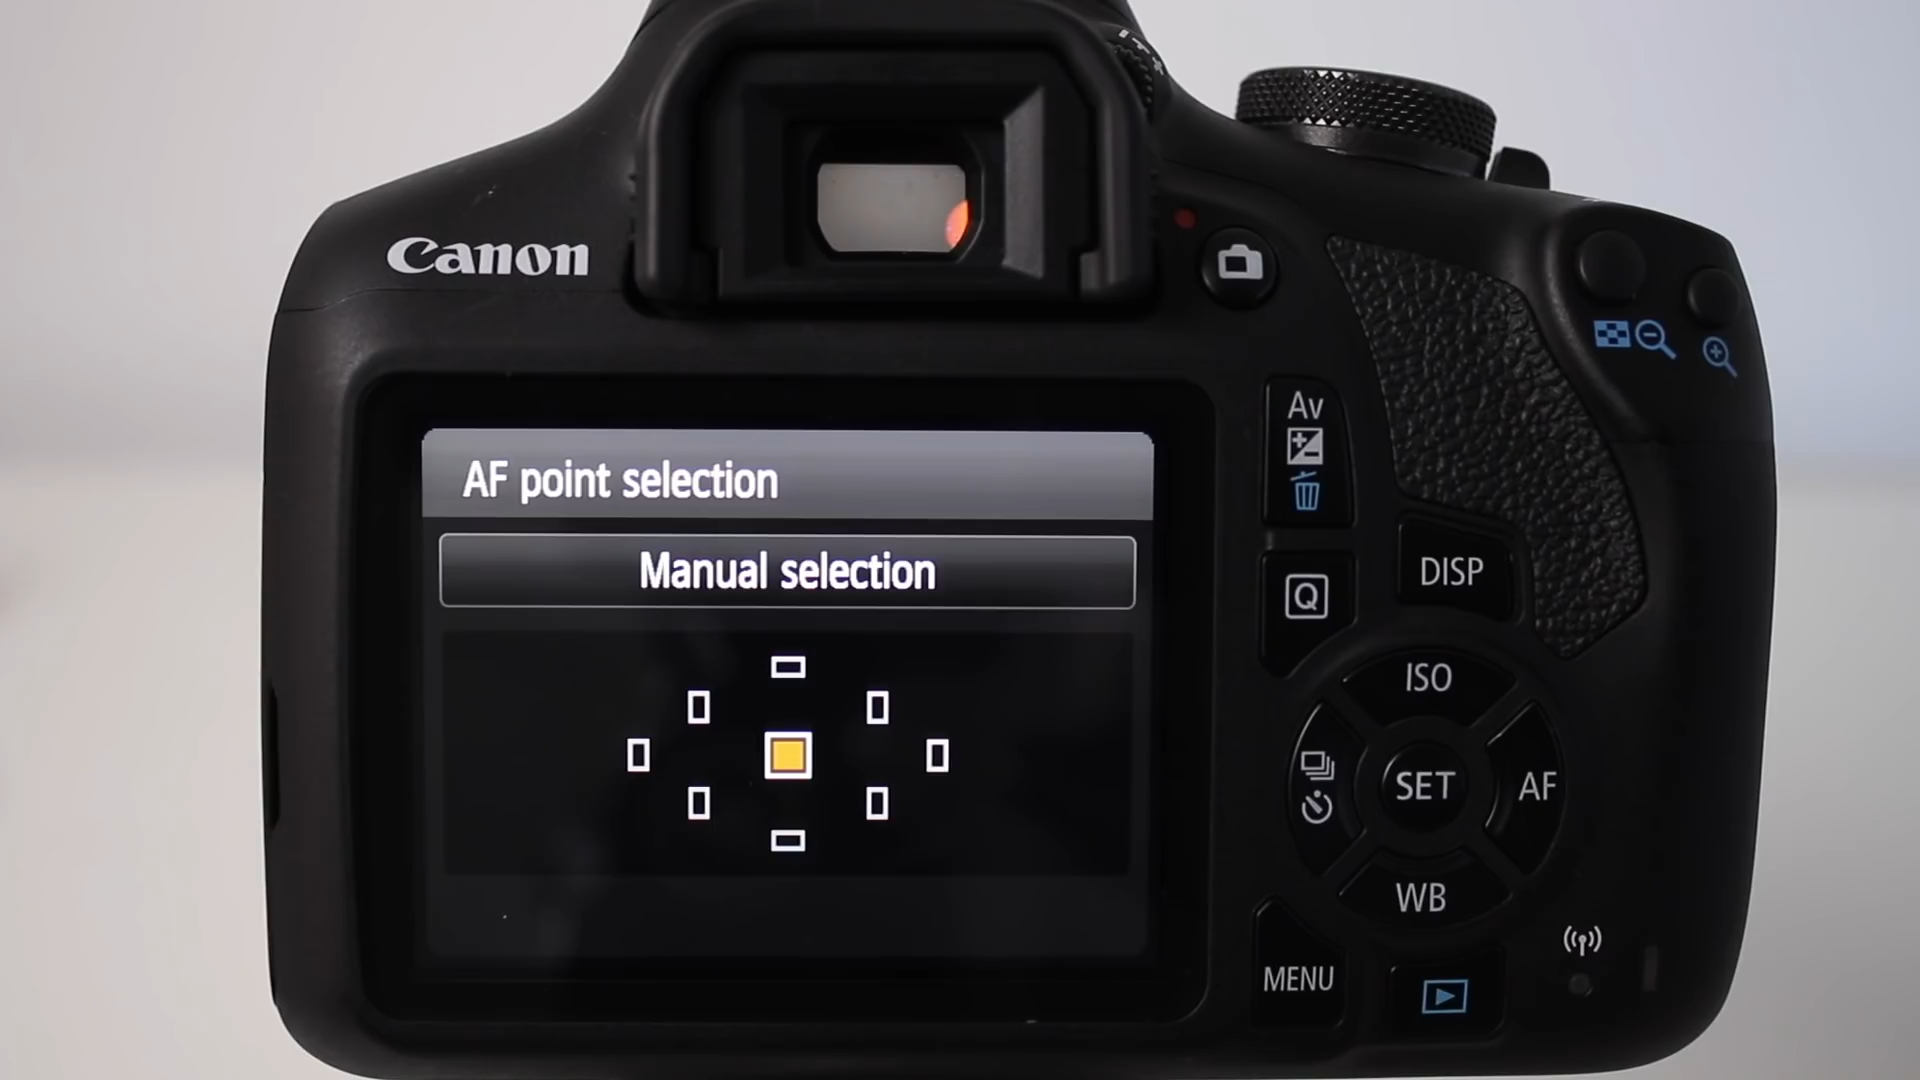 Canon
AF point selection
Manual selection
Av
Q
DISP
ISO
SET
AF
WB
MENU